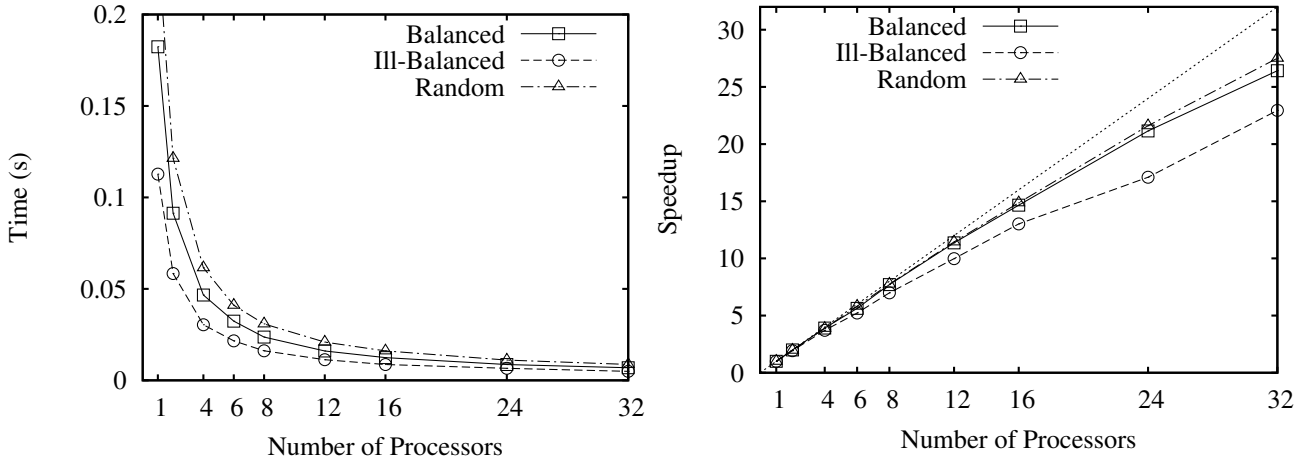 0.2
0.15
0.1
0.05
0
Time (s)
Balanced
Ill-Balanced
Random
1 4 6 8 12 16 24 32
Number of Processors
30
25
20
15
10
5
0
Speedup
Balanced
Ill-Balanced
Random
1 4 6 8 12 16 24 32
Number of Processors